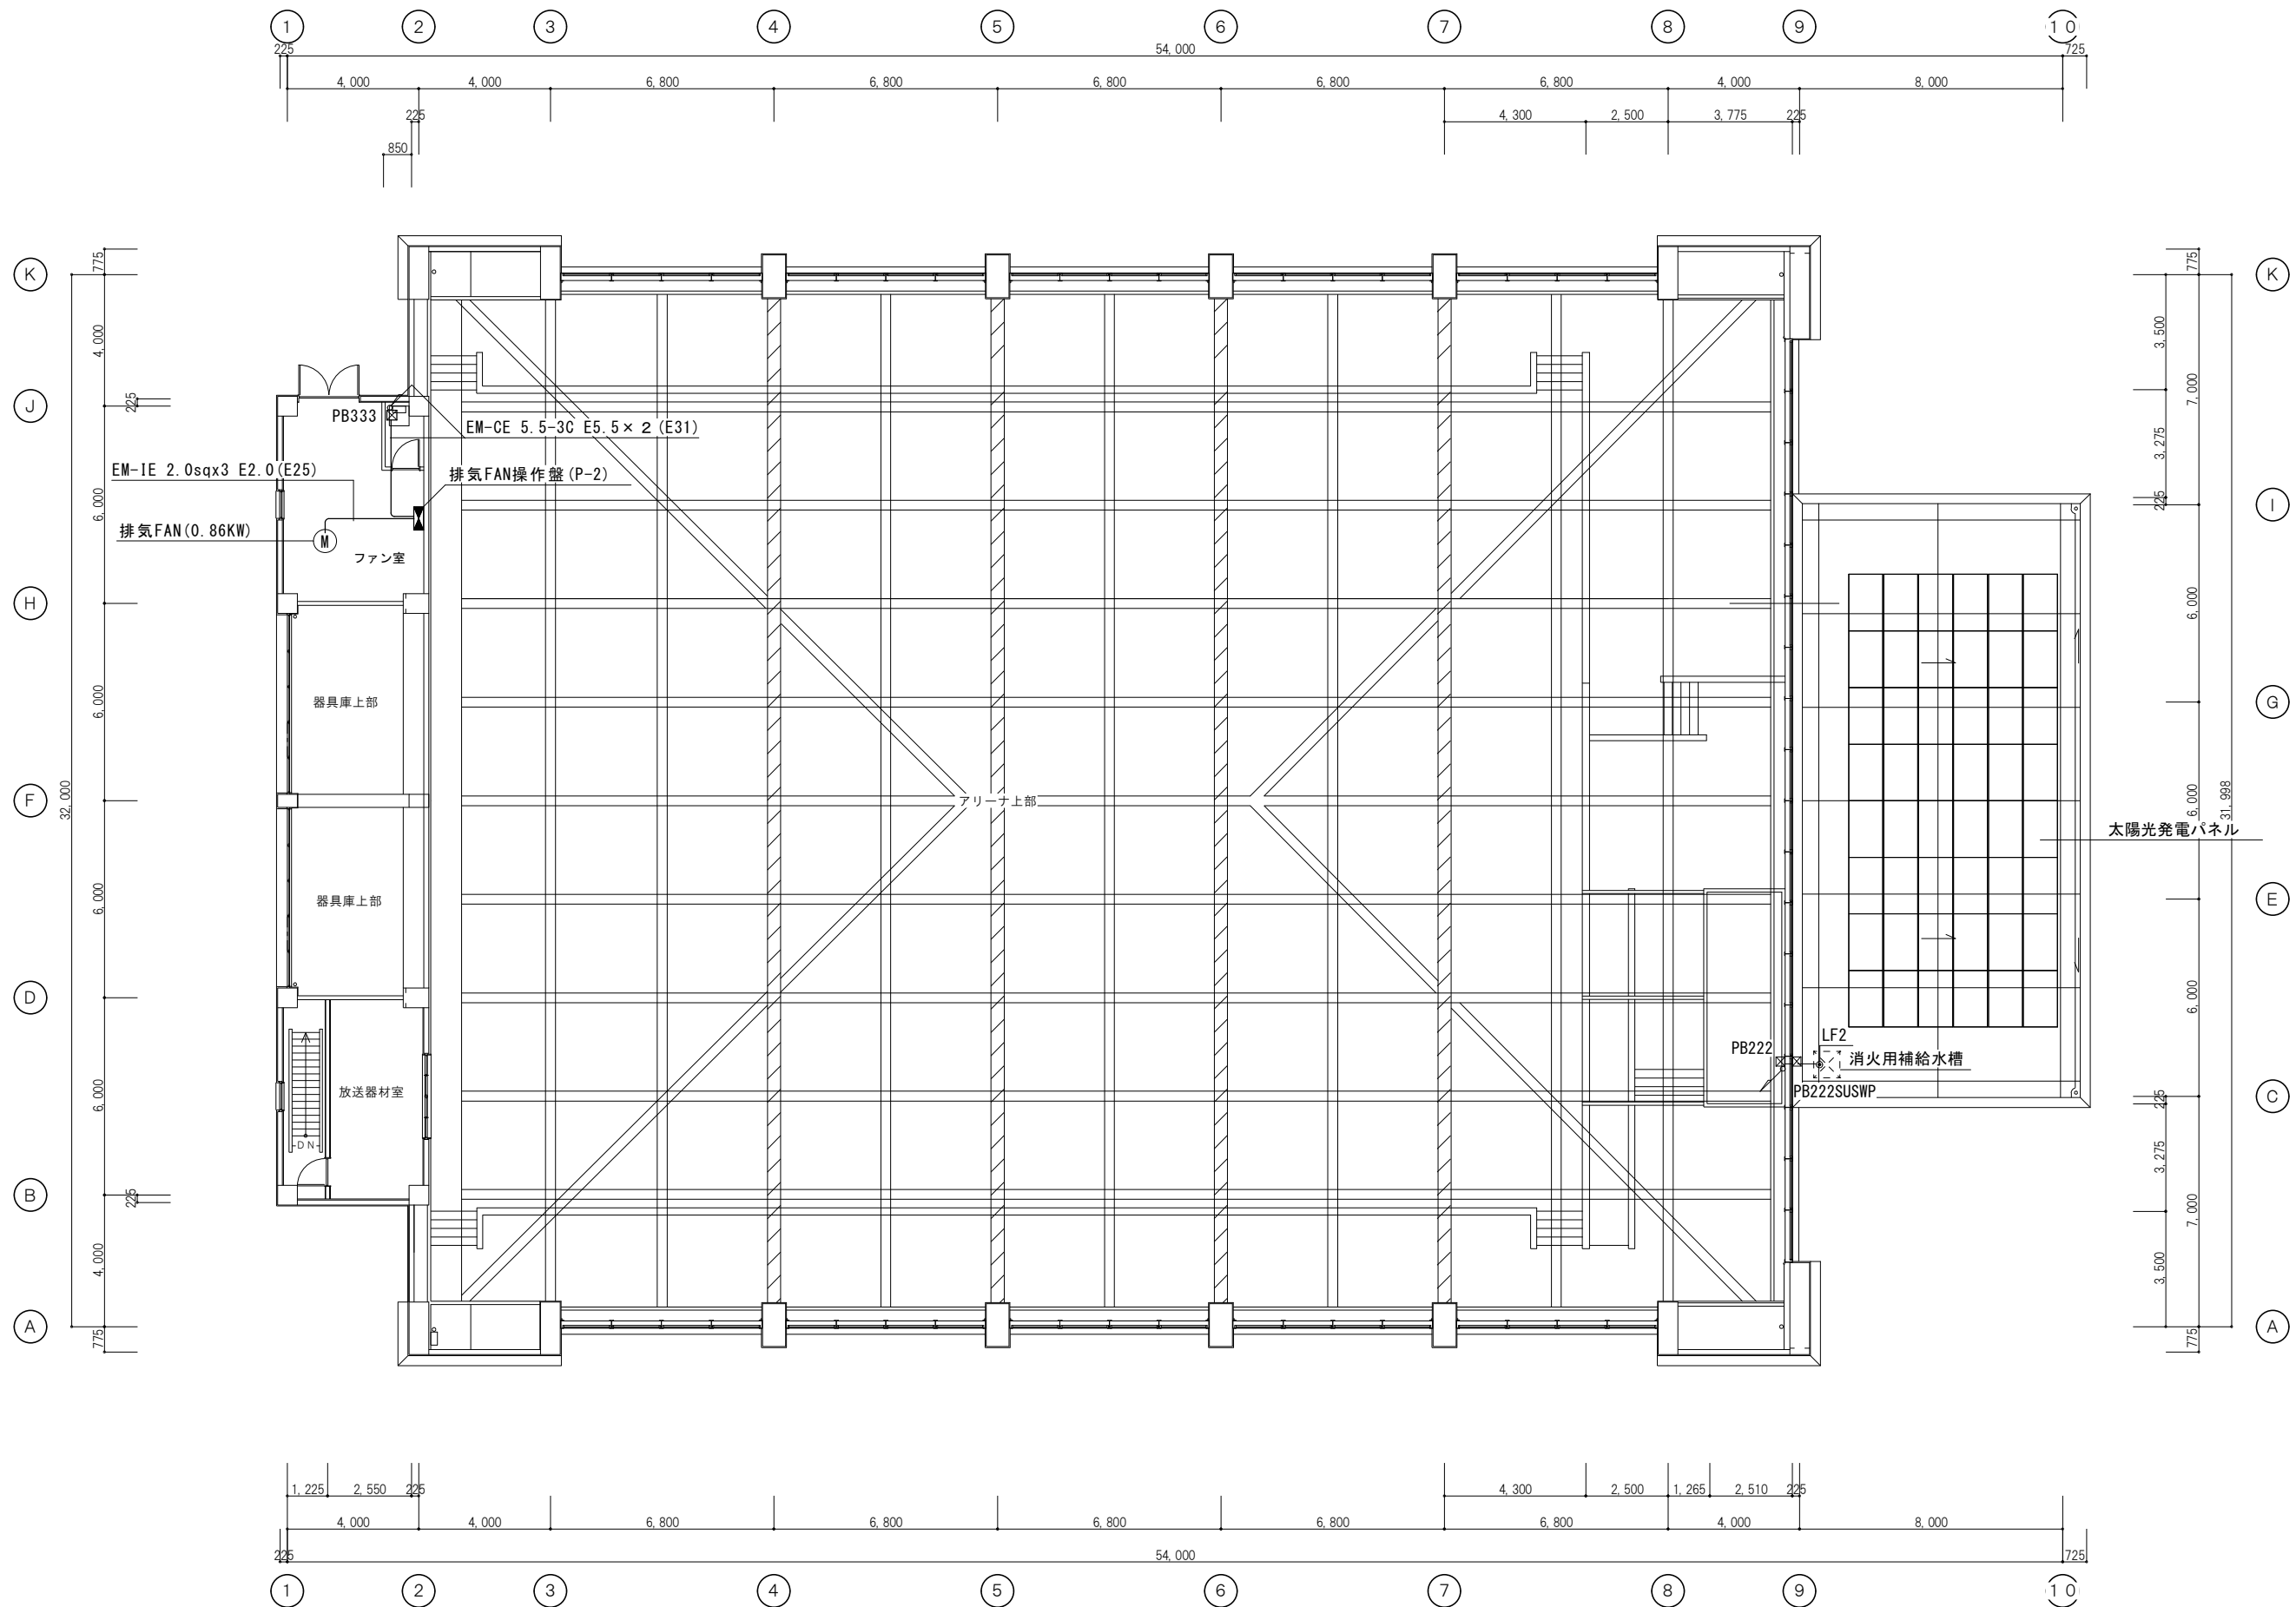 1 2 3 4 5 6 7 8 9 10
225 54,000 725
4,000 4,000 6,800 6,800 6,800 6,800 6,800 4,000 8,000
225 4,300 2,500 3,775 225
850
K 775 775 K
4,000 3,500
7,000
J 225
PB333
EM-CE 5.5-3C E5.5×2(E31)
3,275
EM-IE 2.0sqx3 E2.0(E25)
排気FAN操作盤(P-2)
6,000 225 I
排気FAN(0.86KW)
M
ファン室
H 6,000
器具庫上部
6,000 G
F 32,000 アリーナ上部 6,000 31,998
太陽光発電パネル
器具庫上部
6,000 E
D 6,000
LF2
PB222 消火用補給水槽
放送器材室
PB222SUSWP
6,000 225 C
DN
3,275
B 225
7,000
4,000 3,500
A 775 775 A
1,225 2,550 225 4,300 2,500 1,265 2,510 225
4,000 4,000 6,800 6,800 6,800 6,800 6,800 4,000 8,000
225 54,000 725
1 2 3 4 5 6 7 8 9 10